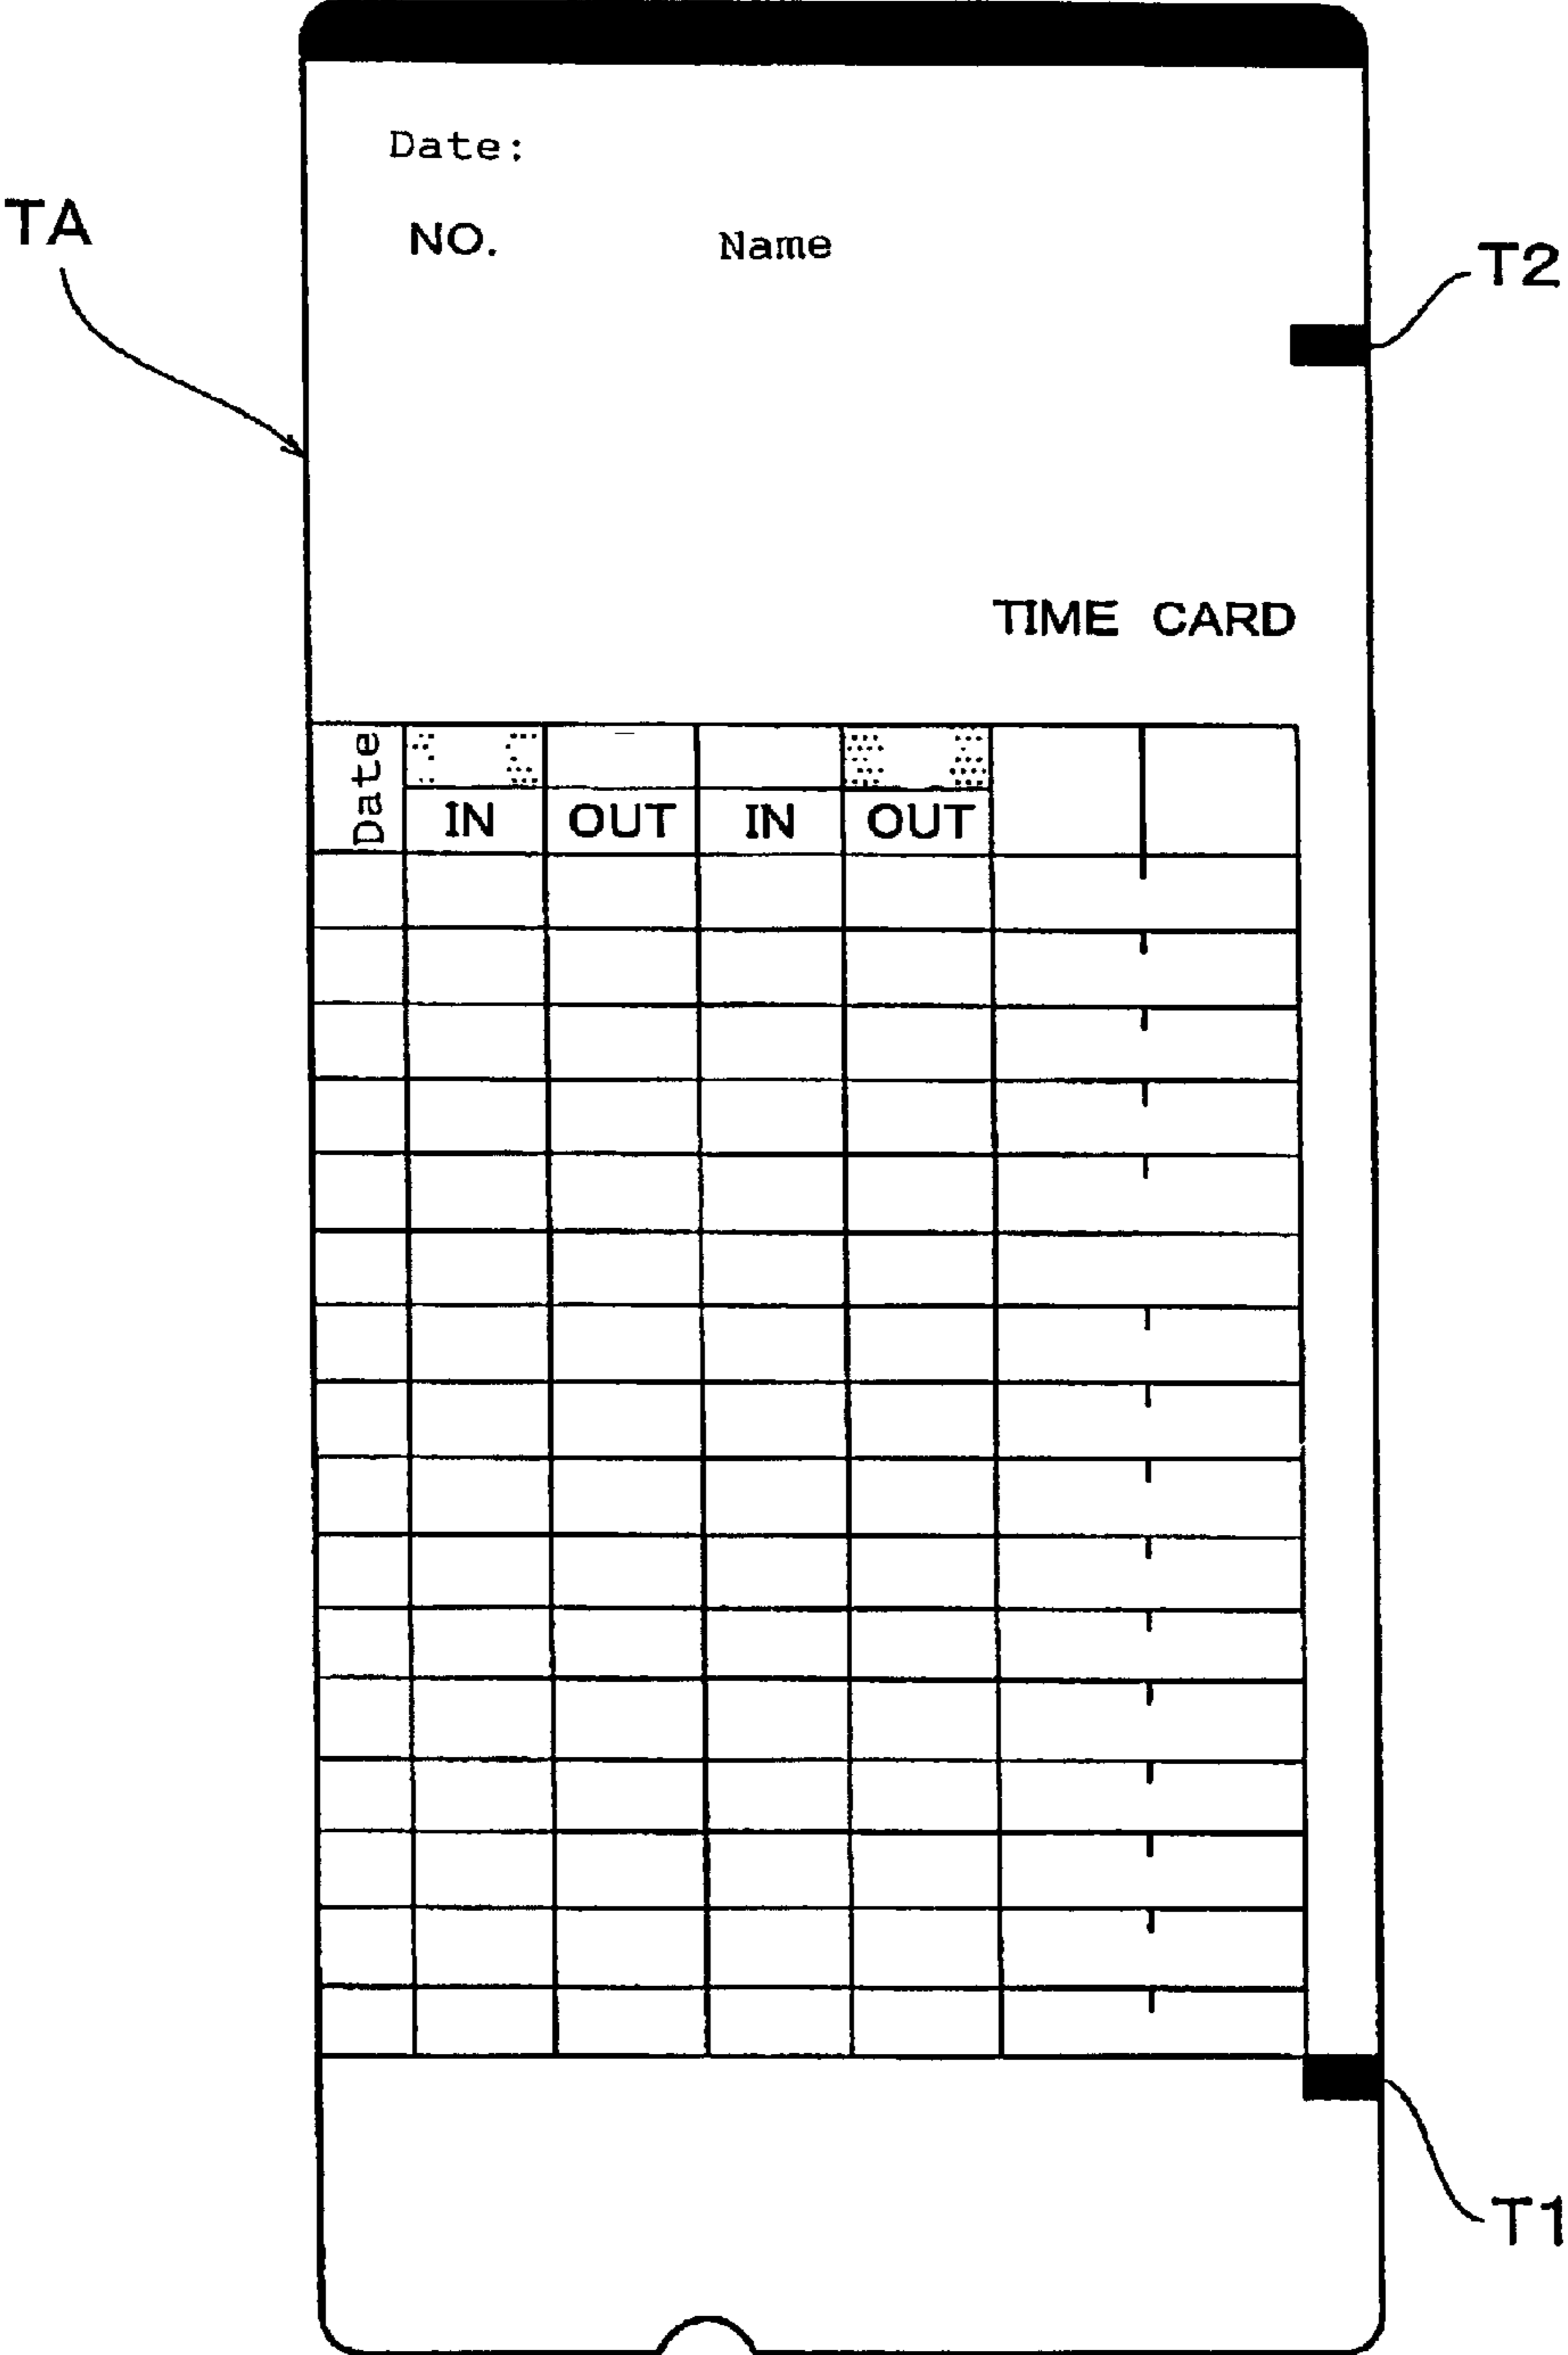 Date:
TA
NO. Name
T2
TIME CARD
Date
IN OUT IN OUT
T1